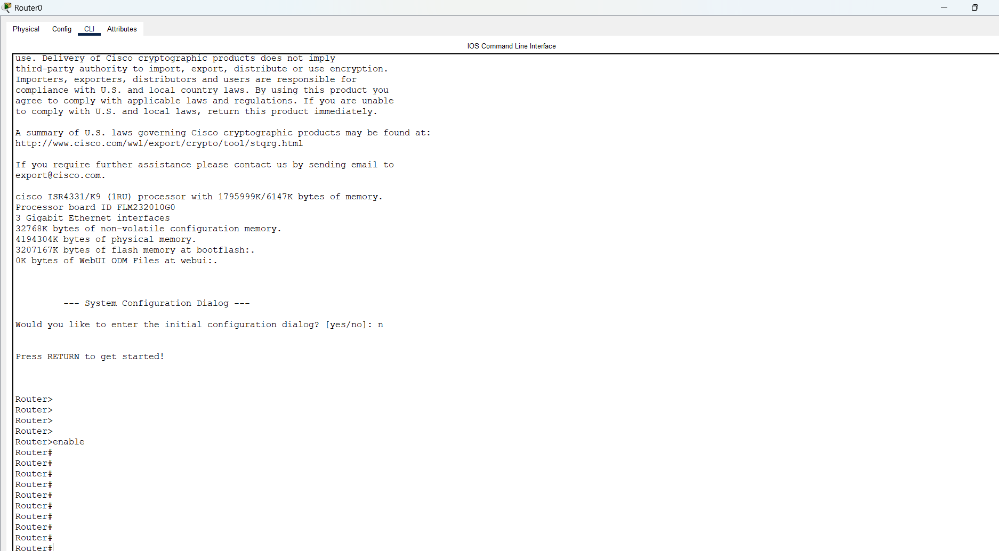 Router0
Physical Config CLI Attributes
IOS Command Line Interface
use. Delivery of Cisco cryptographic products does not imply
third-party authority to import, export, distribute or use encryption.
Importers, exporters, distributors and users are responsible for
compliance with U.S. and local country laws. By using this product you
agree to comply with applicable laws and regulations. If you are unable
to comply with U.S. and local laws, return this product immediately.
A summary of U.S. laws governing Cisco cryptographic products may be found at:
http://www.cisco.com/wwl/export/crypto/tool/stqrg.html
If you require further assistance please contact us by sending email to
export@cisco.com.
cisco ISR4331/K9 (1RU) processor with 1795999K/6147K bytes of memory.
Processor board ID FLM232010G0
3 Gigabit Ethernet interfaces
32768K bytes of non-volatile configuration memory.
4194304K bytes of physical memory.
3207167K bytes of flash memory at bootflash:.
0K bytes of WebUI ODM Files at webui:.
--- System Configuration Dialog ---
Would you like to enter the initial configuration dialog? [yes/no]: n
Press RETURN to get started!
Router>
Router>
Router>
Router>
Router>enable
Router#
Router#
Router#
Router#
Router#
Router#
Router#
Router#
Router#
Router#